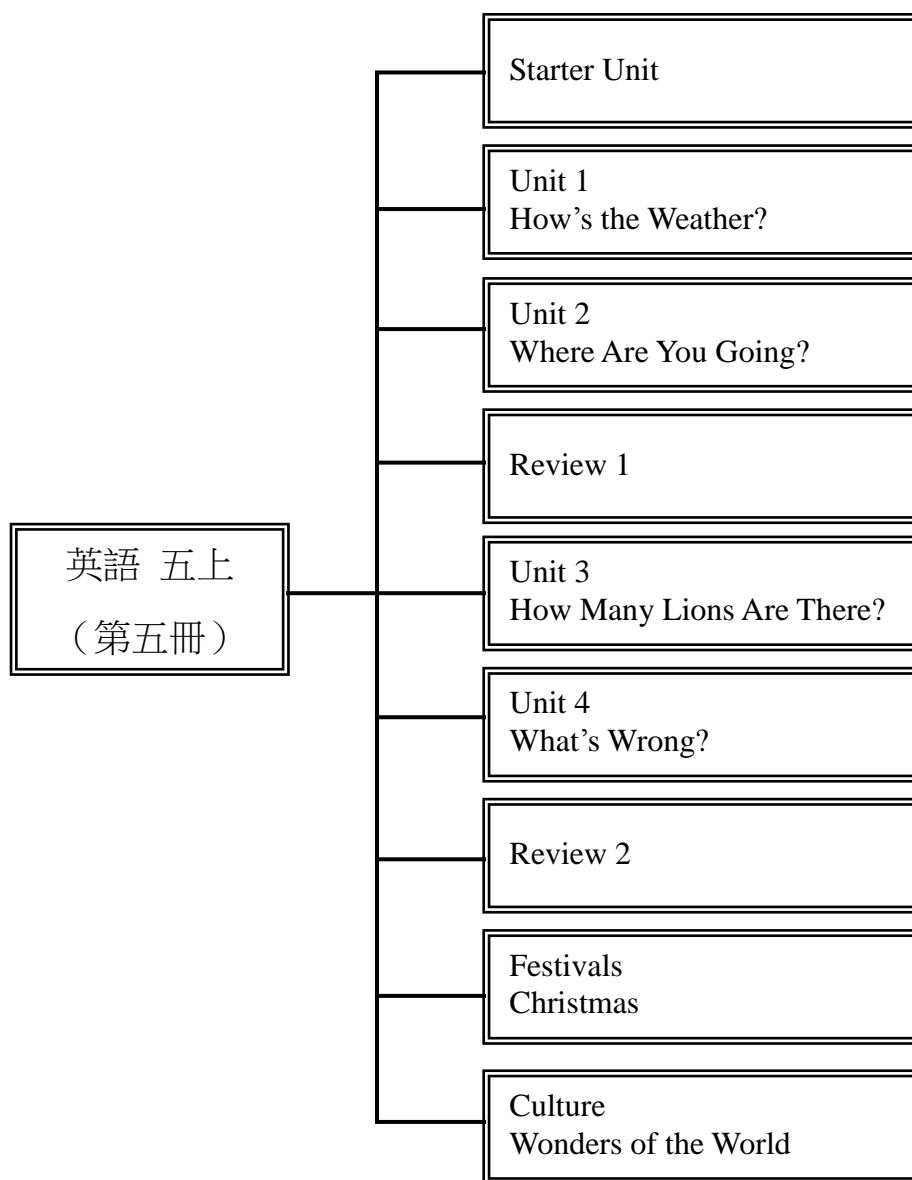 Starter Unit
Unit 1
How’s the Weather?
Unit 2
Where Are You Going?
Review 1
英語 五上
（第五冊）
Unit 3
How Many Lions Are There?
Unit 4
What’s Wrong?
Review 2
Festivals
Christmas
Culture
Wonders of the World